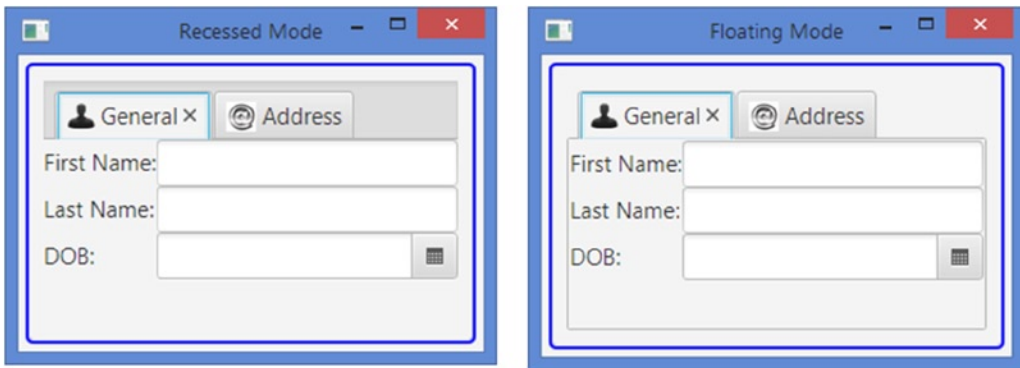 Recessed Mode
General
Address
First Name:
Last Name:
DOB:
Floating Mode
General
Address
First Name:
Last Name:
DOB: